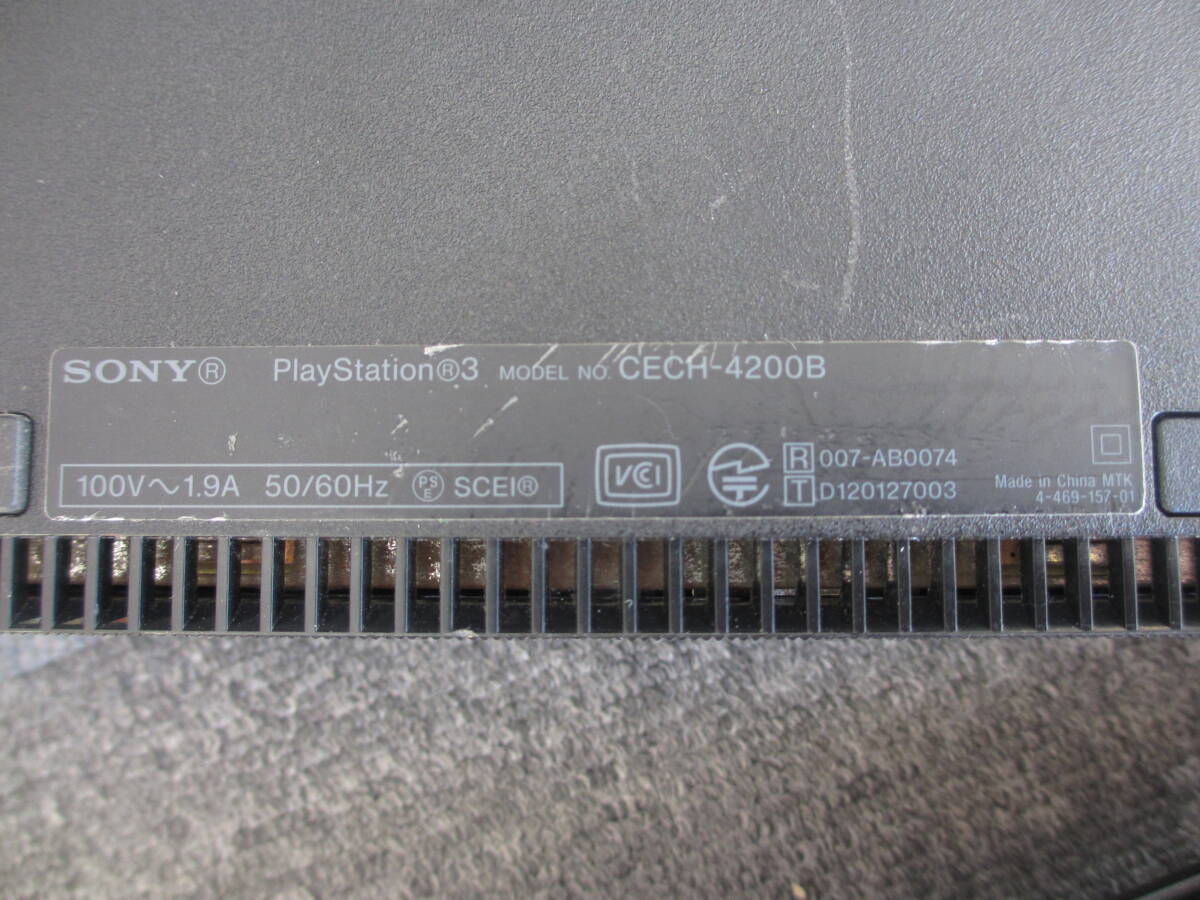 SONY® PlayStation®3 MODEL NO. CECH-4200B
100V～1.9A 50/60Hz PSE SCEI®
VCI
R 007-AB0074
T D120127003
Made in China MTK
4-469-157-01